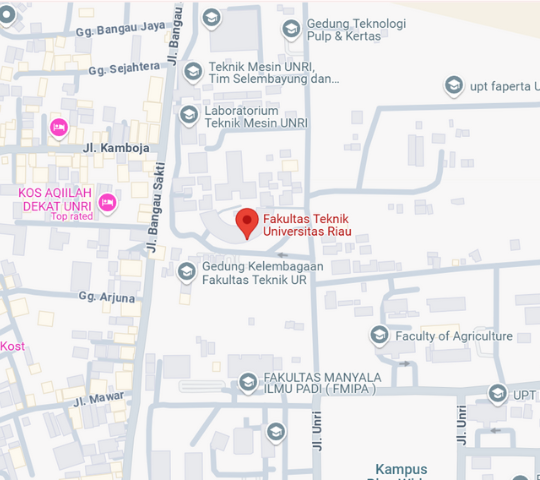 Gg. Bangau Jaya
Jl. Bangau
Gedung Teknologi
Pulp & Kertas
Gg. Sejahtera
Teknik Mesin UNRI,
Tim Selembayung dan...
upt faperta U
Laboratorium
Teknik Mesin UNRI
Jl. Kamboja
Jl. Bangau Sakti
KOS AQIILAH
DEKAT UNRI
Top rated
Fakultas Teknik
Universitas Riau
Gedung Kelembagaan
Fakultas Teknik UR
Gg. Arjuna
Kost
Faculty of Agriculture
FAKULTAS MANYALA
ILMU PADI ( FMIPA )
Jl. Mawar
UPT
Jl. Unri
Jl. Unri
Kampus